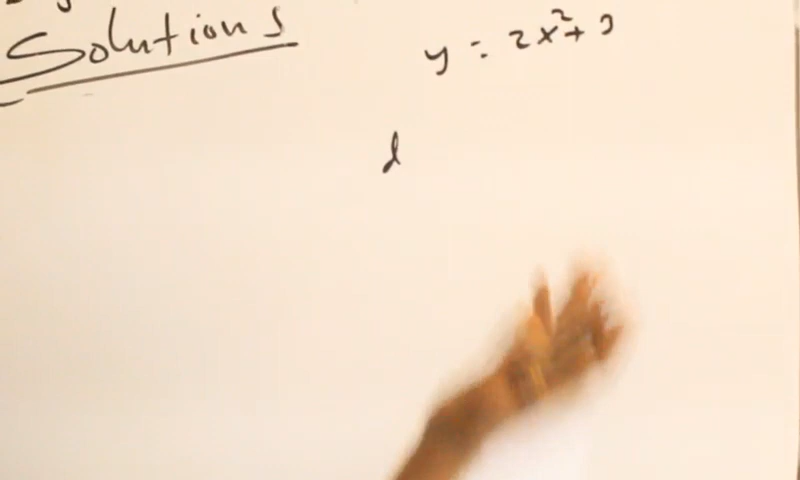 Solutions
y = 2x²+3
d